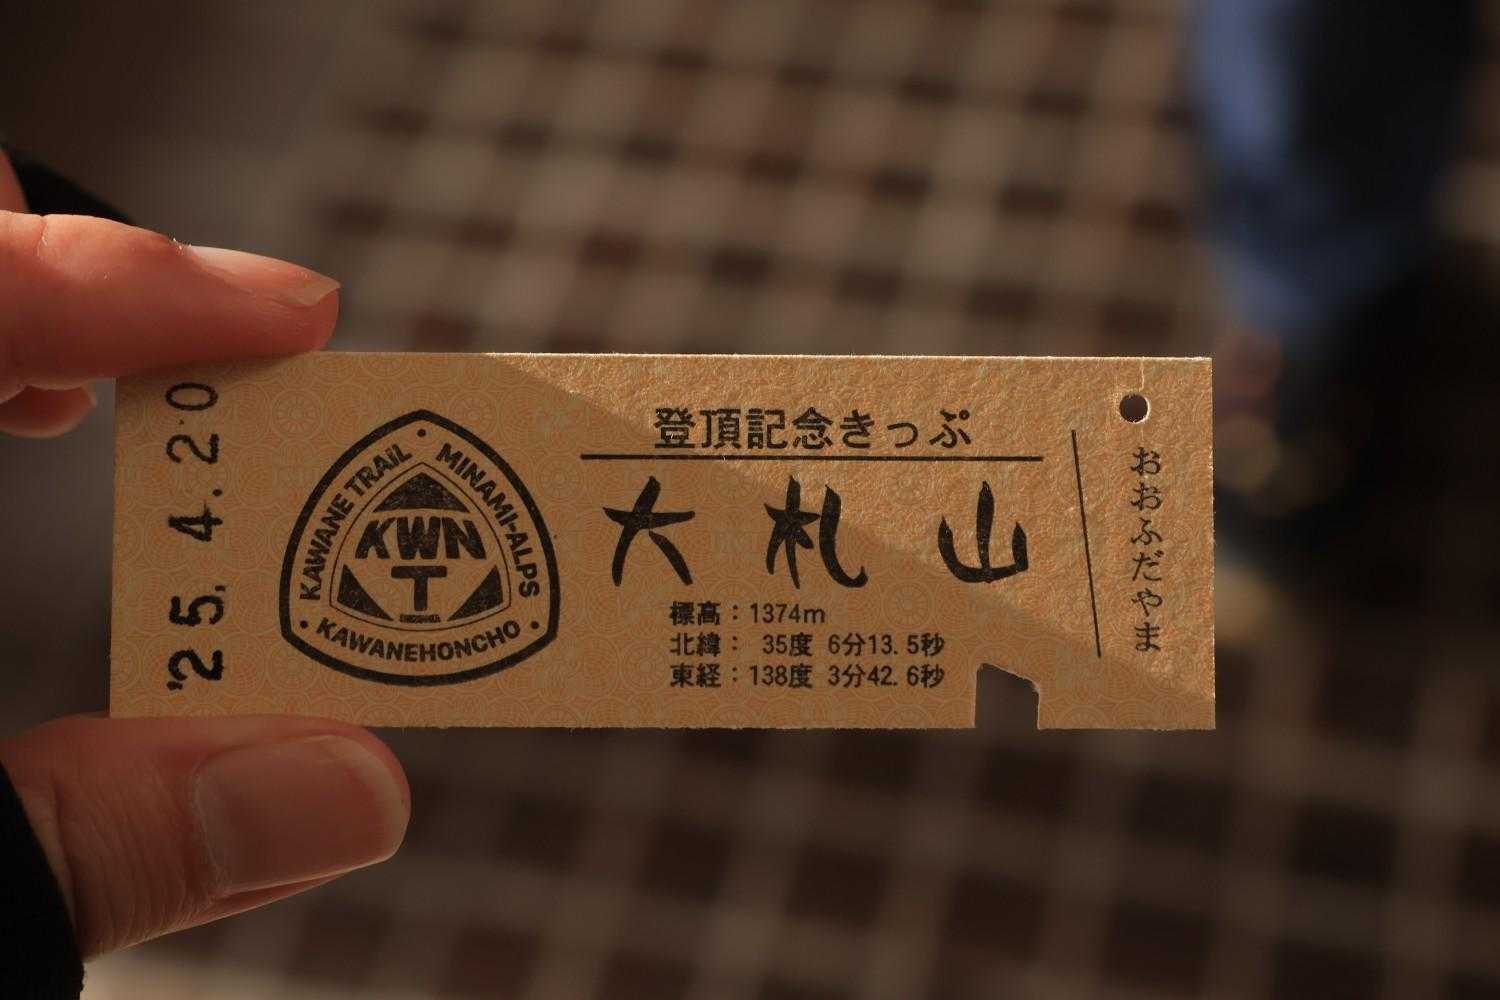 '25. 4. 20
KAWANE TRAiL
MINAMI-ALPS
KWN
T
KAWANEHONCHO
登頂記念きっぷ
大札山
標高：1374m
北緯： 35度 6分13.5秒
東経：138度 3分42.6秒
おおふだやま